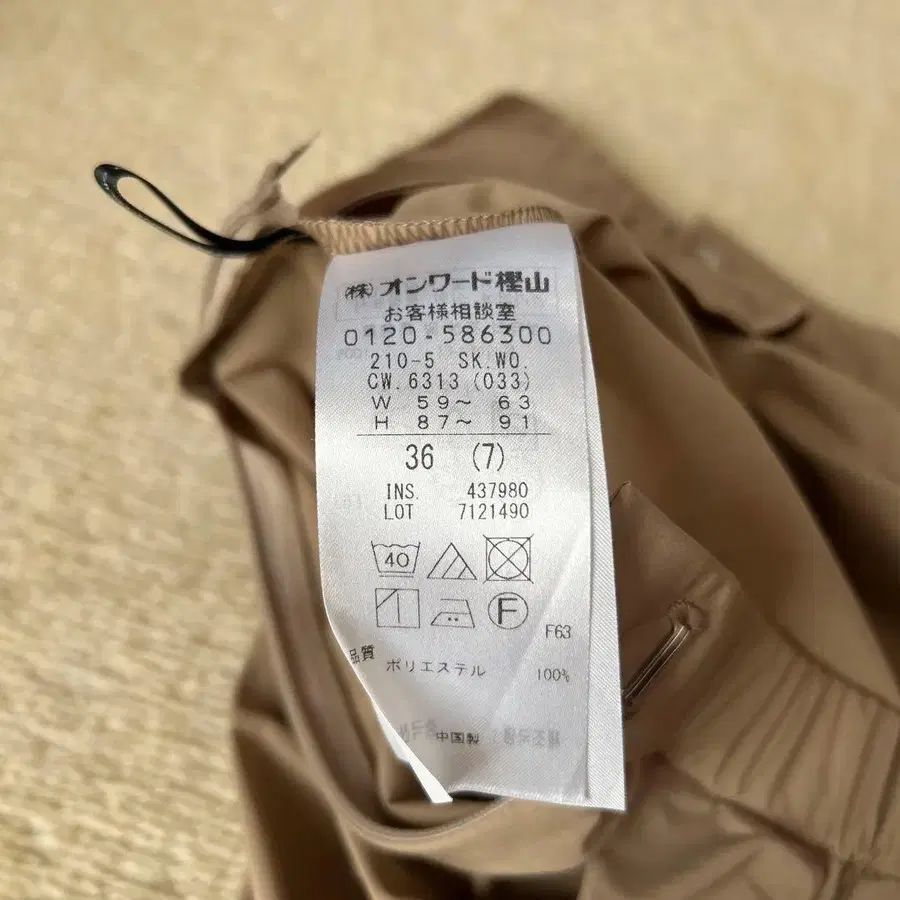 (株)オンワード樫山
お客様相談室
0120-586300
210-5 SK.WO.
CW.6313 (033)
W 59～ 63
H 87～ 91
36 (7)
INS. 437980
LOT 7121490
40
F
F63
品質
ポリエステル 100%
中国製